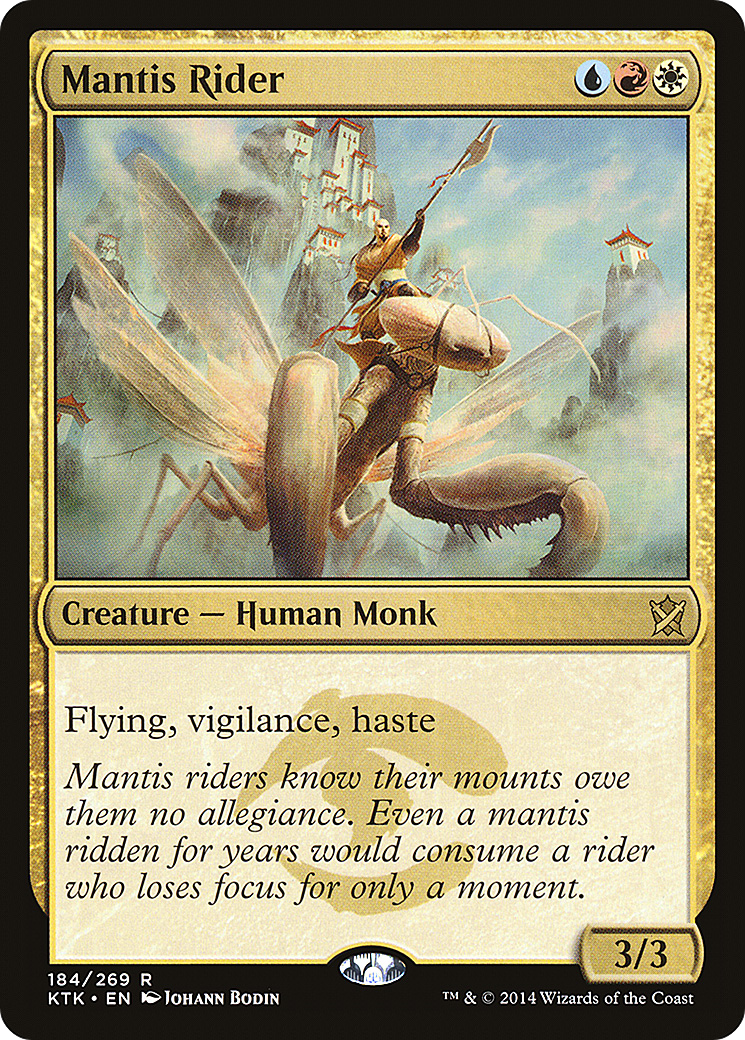 Mantis Rider
Creature — Human Monk
Flying, vigilance, haste
Mantis riders know their mounts owe
them no allegiance. Even a mantis
ridden for years would consume a rider
who loses focus for only a moment.
3/3
184/269 R
KTK • EN Johann Bodin
™ & © 2014 Wizards of the Coast